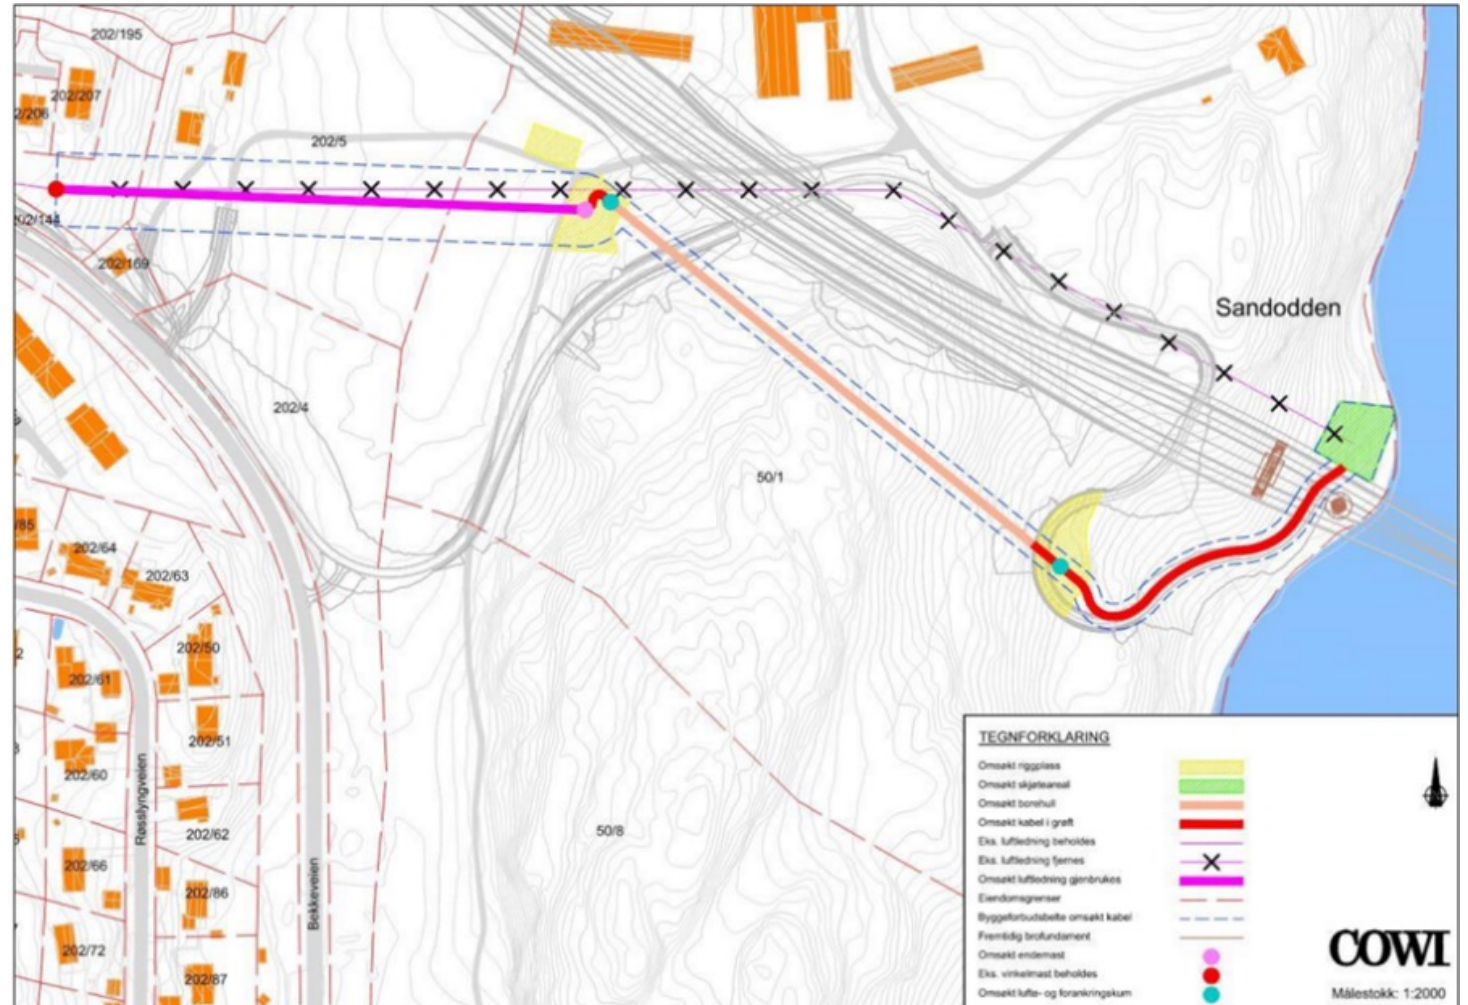 202/195
202/207
2/206
202/5
202/144
202/169
Sandodden
202/4
50/1
/85
202/64
202/63
202/50
2
202/61
202/51
202/60
Røsslyngveien
202/62
50/8
202/66
Bekkeveien
202/86
202/72
202/87
TEGNFORKLARING
Omsøkt riggplass
Omsøkt skjøteareal
Omsøkt borehull
Omsøkt kabel i grøft
Eks. luftledning beholdes
Eks. luftledning fjernes
Omsøkt luftledning gjenbrukes
Eiendomsgrenser
Byggeforbudsbelte omsøkt kabel
Fremtidig brofundament
Omsøkt endemast
Eks. vinkelmast beholdes
Omsøkt lufte- og forankringskum
COWI
Målestokk: 1:2000